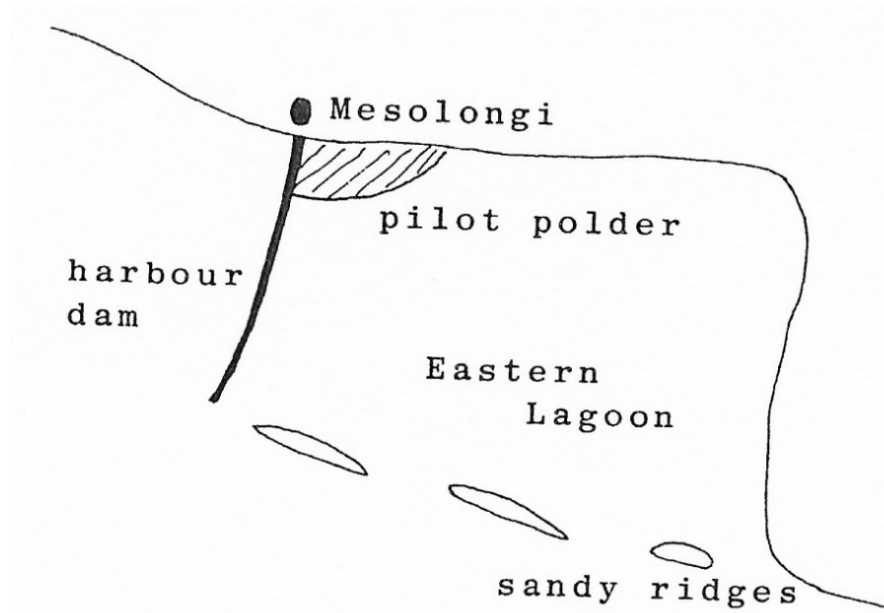 Mesolongi
pilot polder
harbour
dam
Eastern
Lagoon
sandy ridges